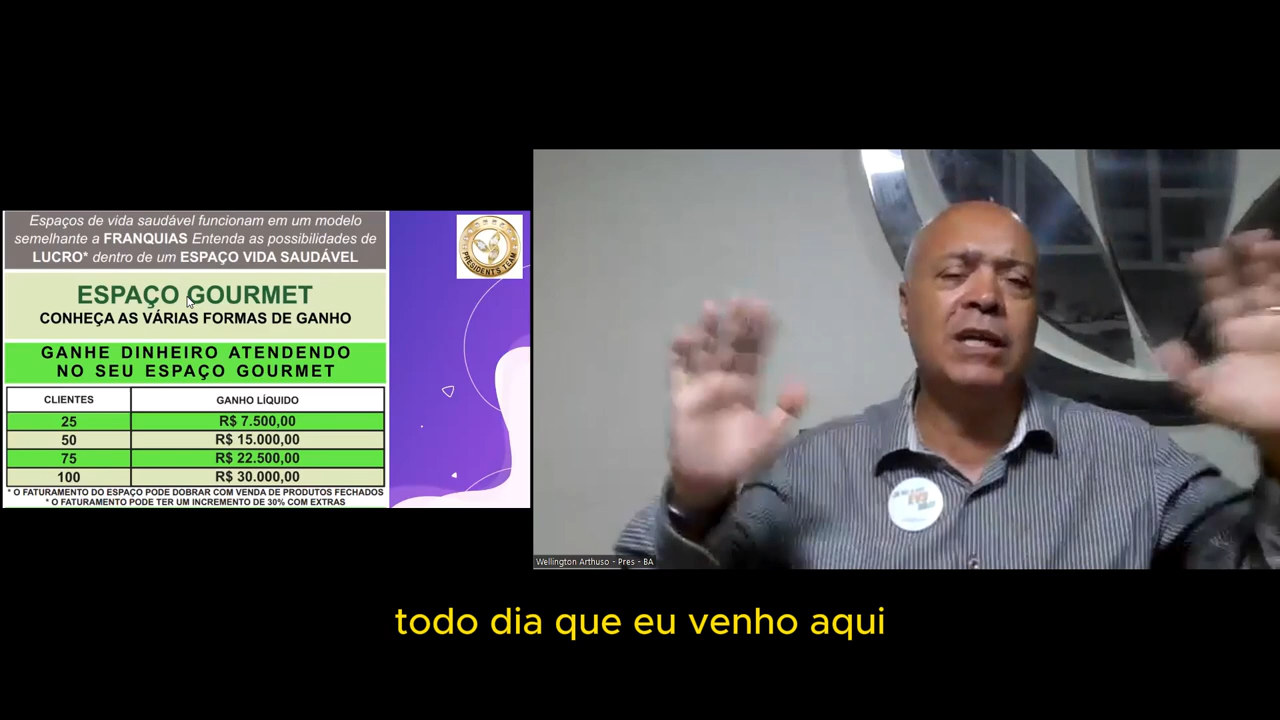 Espaços de vida saudável funcionam em um modelo
semelhante a FRANQUIAS Entenda as possibilidades de
LUCRO* dentro de um ESPAÇO VIDA SAUDÁVEL
ESPAÇO GOURMET
CONHEÇA AS VÁRIAS FORMAS DE GANHO
GANHE DINHEIRO ATENDENDO
NO SEU ESPAÇO GOURMET
CLIENTES GANHO LÍQUIDO
25 R$ 7.500,00
50 R$ 15.000,00
75 R$ 22.500,00
100 R$ 30.000,00
* O FATURAMENTO DO ESPAÇO PODE DOBRAR COM VENDA DE PRODUTOS FECHADOS
* O FATURAMENTO PODE TER UM INCREMENTO DE 30% COM EXTRAS
PRESIDENT'S TEAM
Wellington Arthuso - Pres - BA
todo dia que eu venho aqui